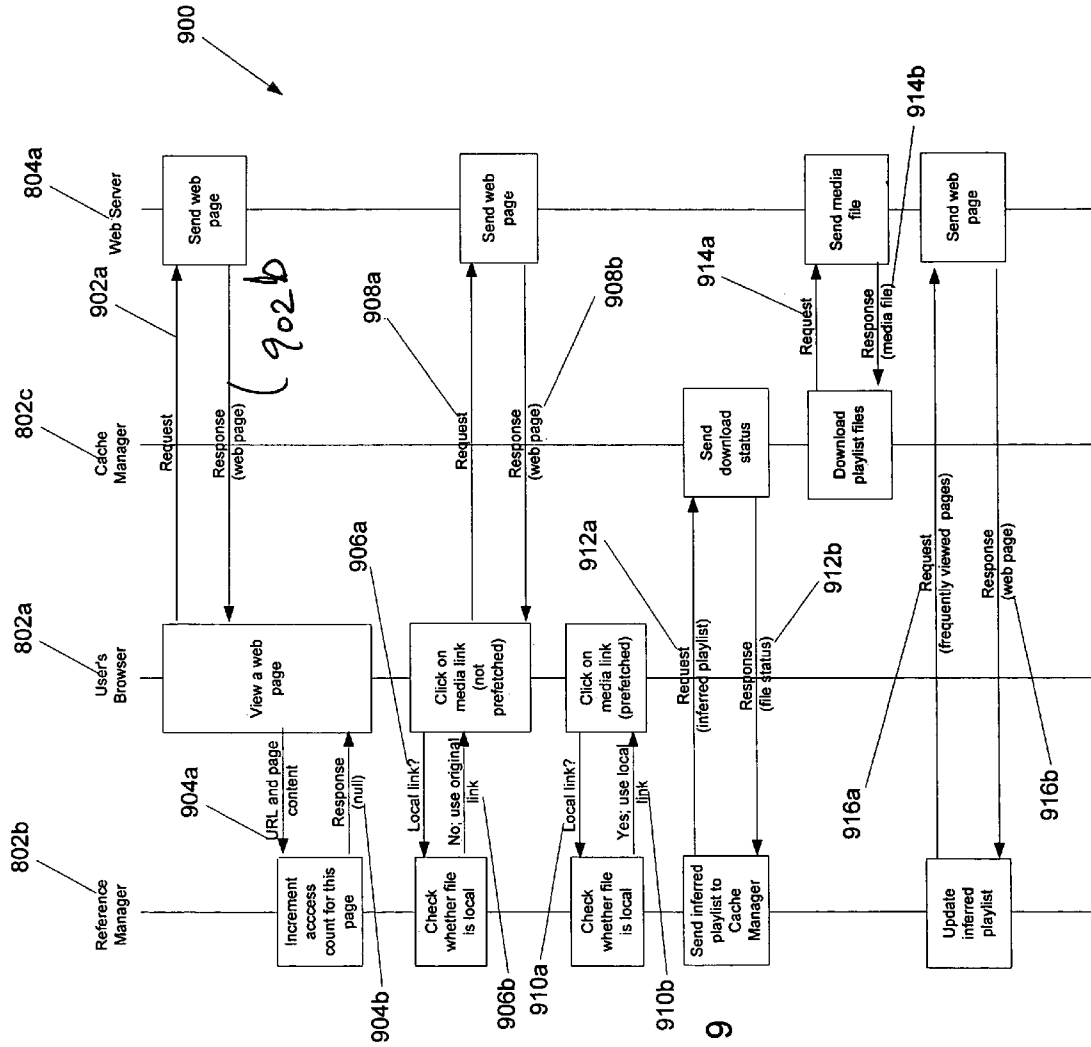 900
804a
Web Server
802c
Cache
Manager
802a
User's
Browser
802b
Reference
Manager
902a
Request
Send web
page
Response
(web page)
902b
View a web
page
904a
URL and page
content
Increment
acccess
count for this
page
Response
(null)
904b
906a
Local link?
Check
whether file
is local
No; use original
link
906b
Click on
media link
(not
prefetched)
908a
Request
Send web
page
Response
(web page)
908b
910a
Local link?
Check
whether file
is local
Yes; use local
link
910b
Click on
media link
(prefetched)
912a
Request
(inferred playlist)
Send inferred
playlist to
Cache
Manager
Send
download
status
Response
(file status)
912b
914a
Request
Download
playlist files
Send media
file
Response
(media file)
914b
916a
Request
(frequently viewed pages)
Update
inferred
playlist
Send web
page
Response
(web page)
916b
9